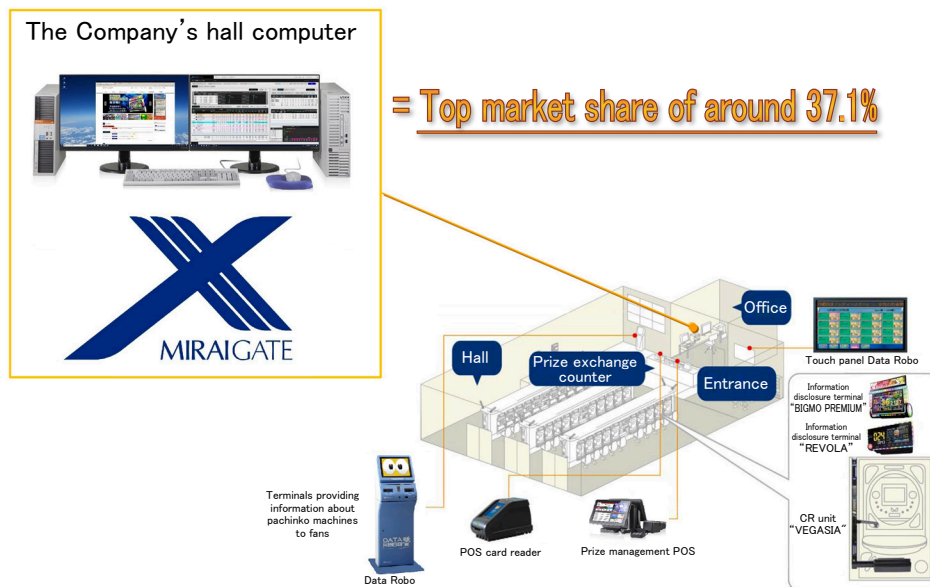 The Company's hall computer
= Top market share of around 37.1%
MIRAIGATE
Office
Hall
Prize exchange
counter
Entrance
Touch panel Data Robo
Information
disclosure terminal
"BIGMO PREMIUM"
Information
disclosure terminal
"REVOLA"
CR unit
"VEGASIA"
Terminals providing
information about
pachinko machines
to fans
Data Robo
POS card reader
Prize management POS